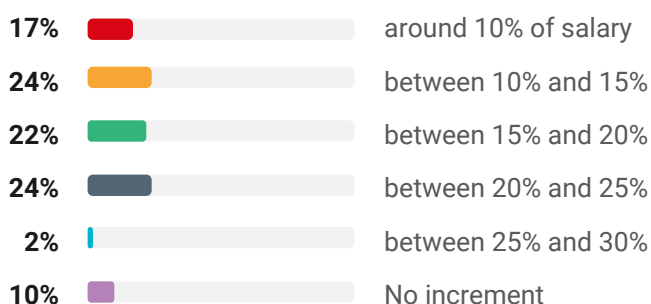 17% around 10% of salary
24% between 10% and 15%
22% between 15% and 20%
24% between 20% and 25%
2% between 25% and 30%
10% No increment